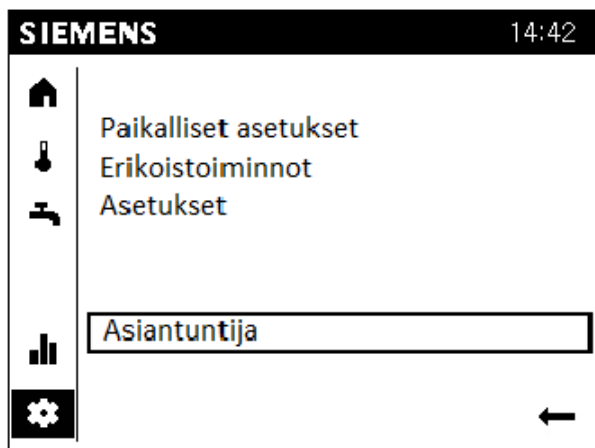 SIEMENS 14:42
Paikalliset asetukset
Erikoistoiminnot
Asetukset
Asiantuntija